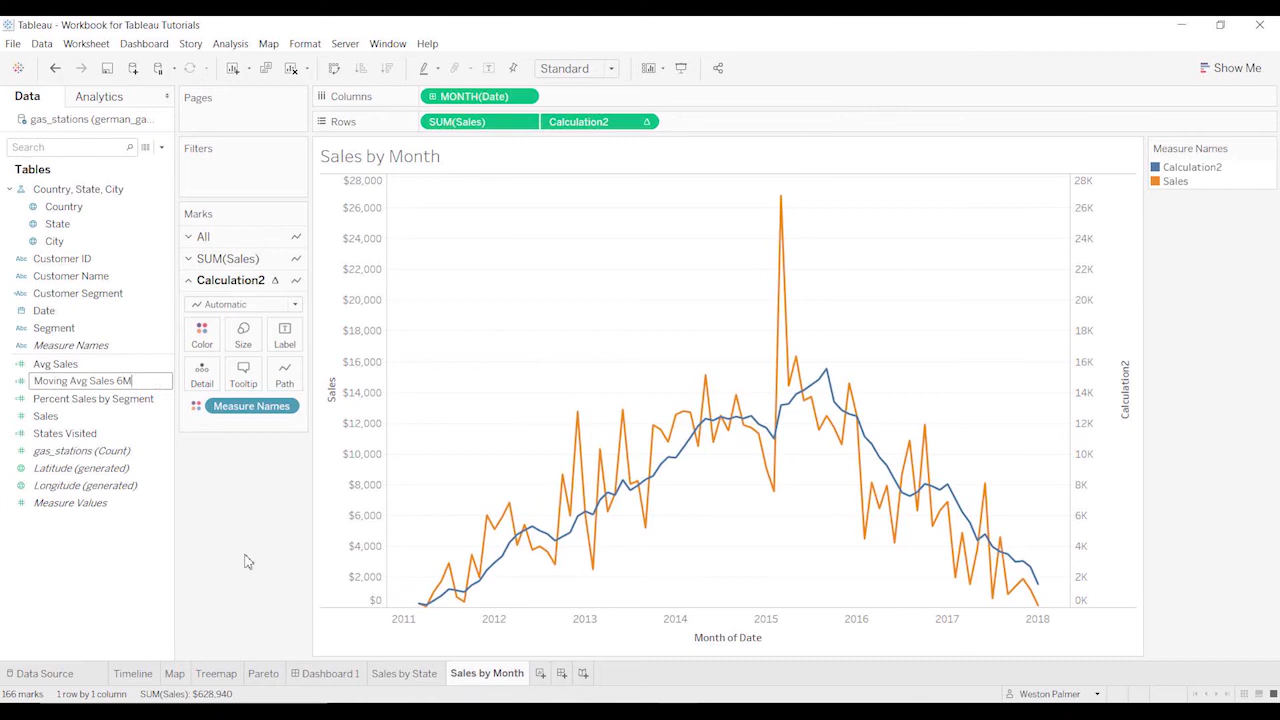 Tableau - Workbook for Tableau Tutorials
File Data Worksheet Dashboard Story Analysis Map Format Server Window Help
Standard
Show Me
Data Analytics
gas_stations (german_ga...
Search
Tables
Country, State, City
Country
State
City
Abc Customer ID
Abc Customer Name
Abc Customer Segment
Date
Abc Segment
Abc Measure Names
Avg Sales
Moving Avg Sales 6M
Percent Sales by Segment
Sales
States Visited
gas_stations (Count)
Latitude (generated)
Longitude (generated)
Measure Values
Pages
Filters
Marks
All
SUM(Sales)
Calculation2 Δ
Automatic
Color Size Label
Detail Tooltip Path
Measure Names
Columns MONTH(Date)
Rows SUM(Sales) Calculation2 Δ
Sales by Month
$28,000 28K
$26,000 26K
$24,000 24K
$22,000 22K
$20,000 20K
$18,000 18K
$16,000 16K
$14,000 14K
$12,000 12K
$10,000 10K
$8,000 8K
$6,000 6K
$4,000 4K
$2,000 2K
$0 0K
Sales
Calculation2
2011 2012 2013 2014 2015 2016 2017 2018
Month of Date
Measure Names
Calculation2
Sales
Data Source Timeline Map Treemap Pareto Dashboard 1 Sales by State Sales by Month
166 marks 1 row by 1 column SUM(Sales): $628,940 Weston Palmer